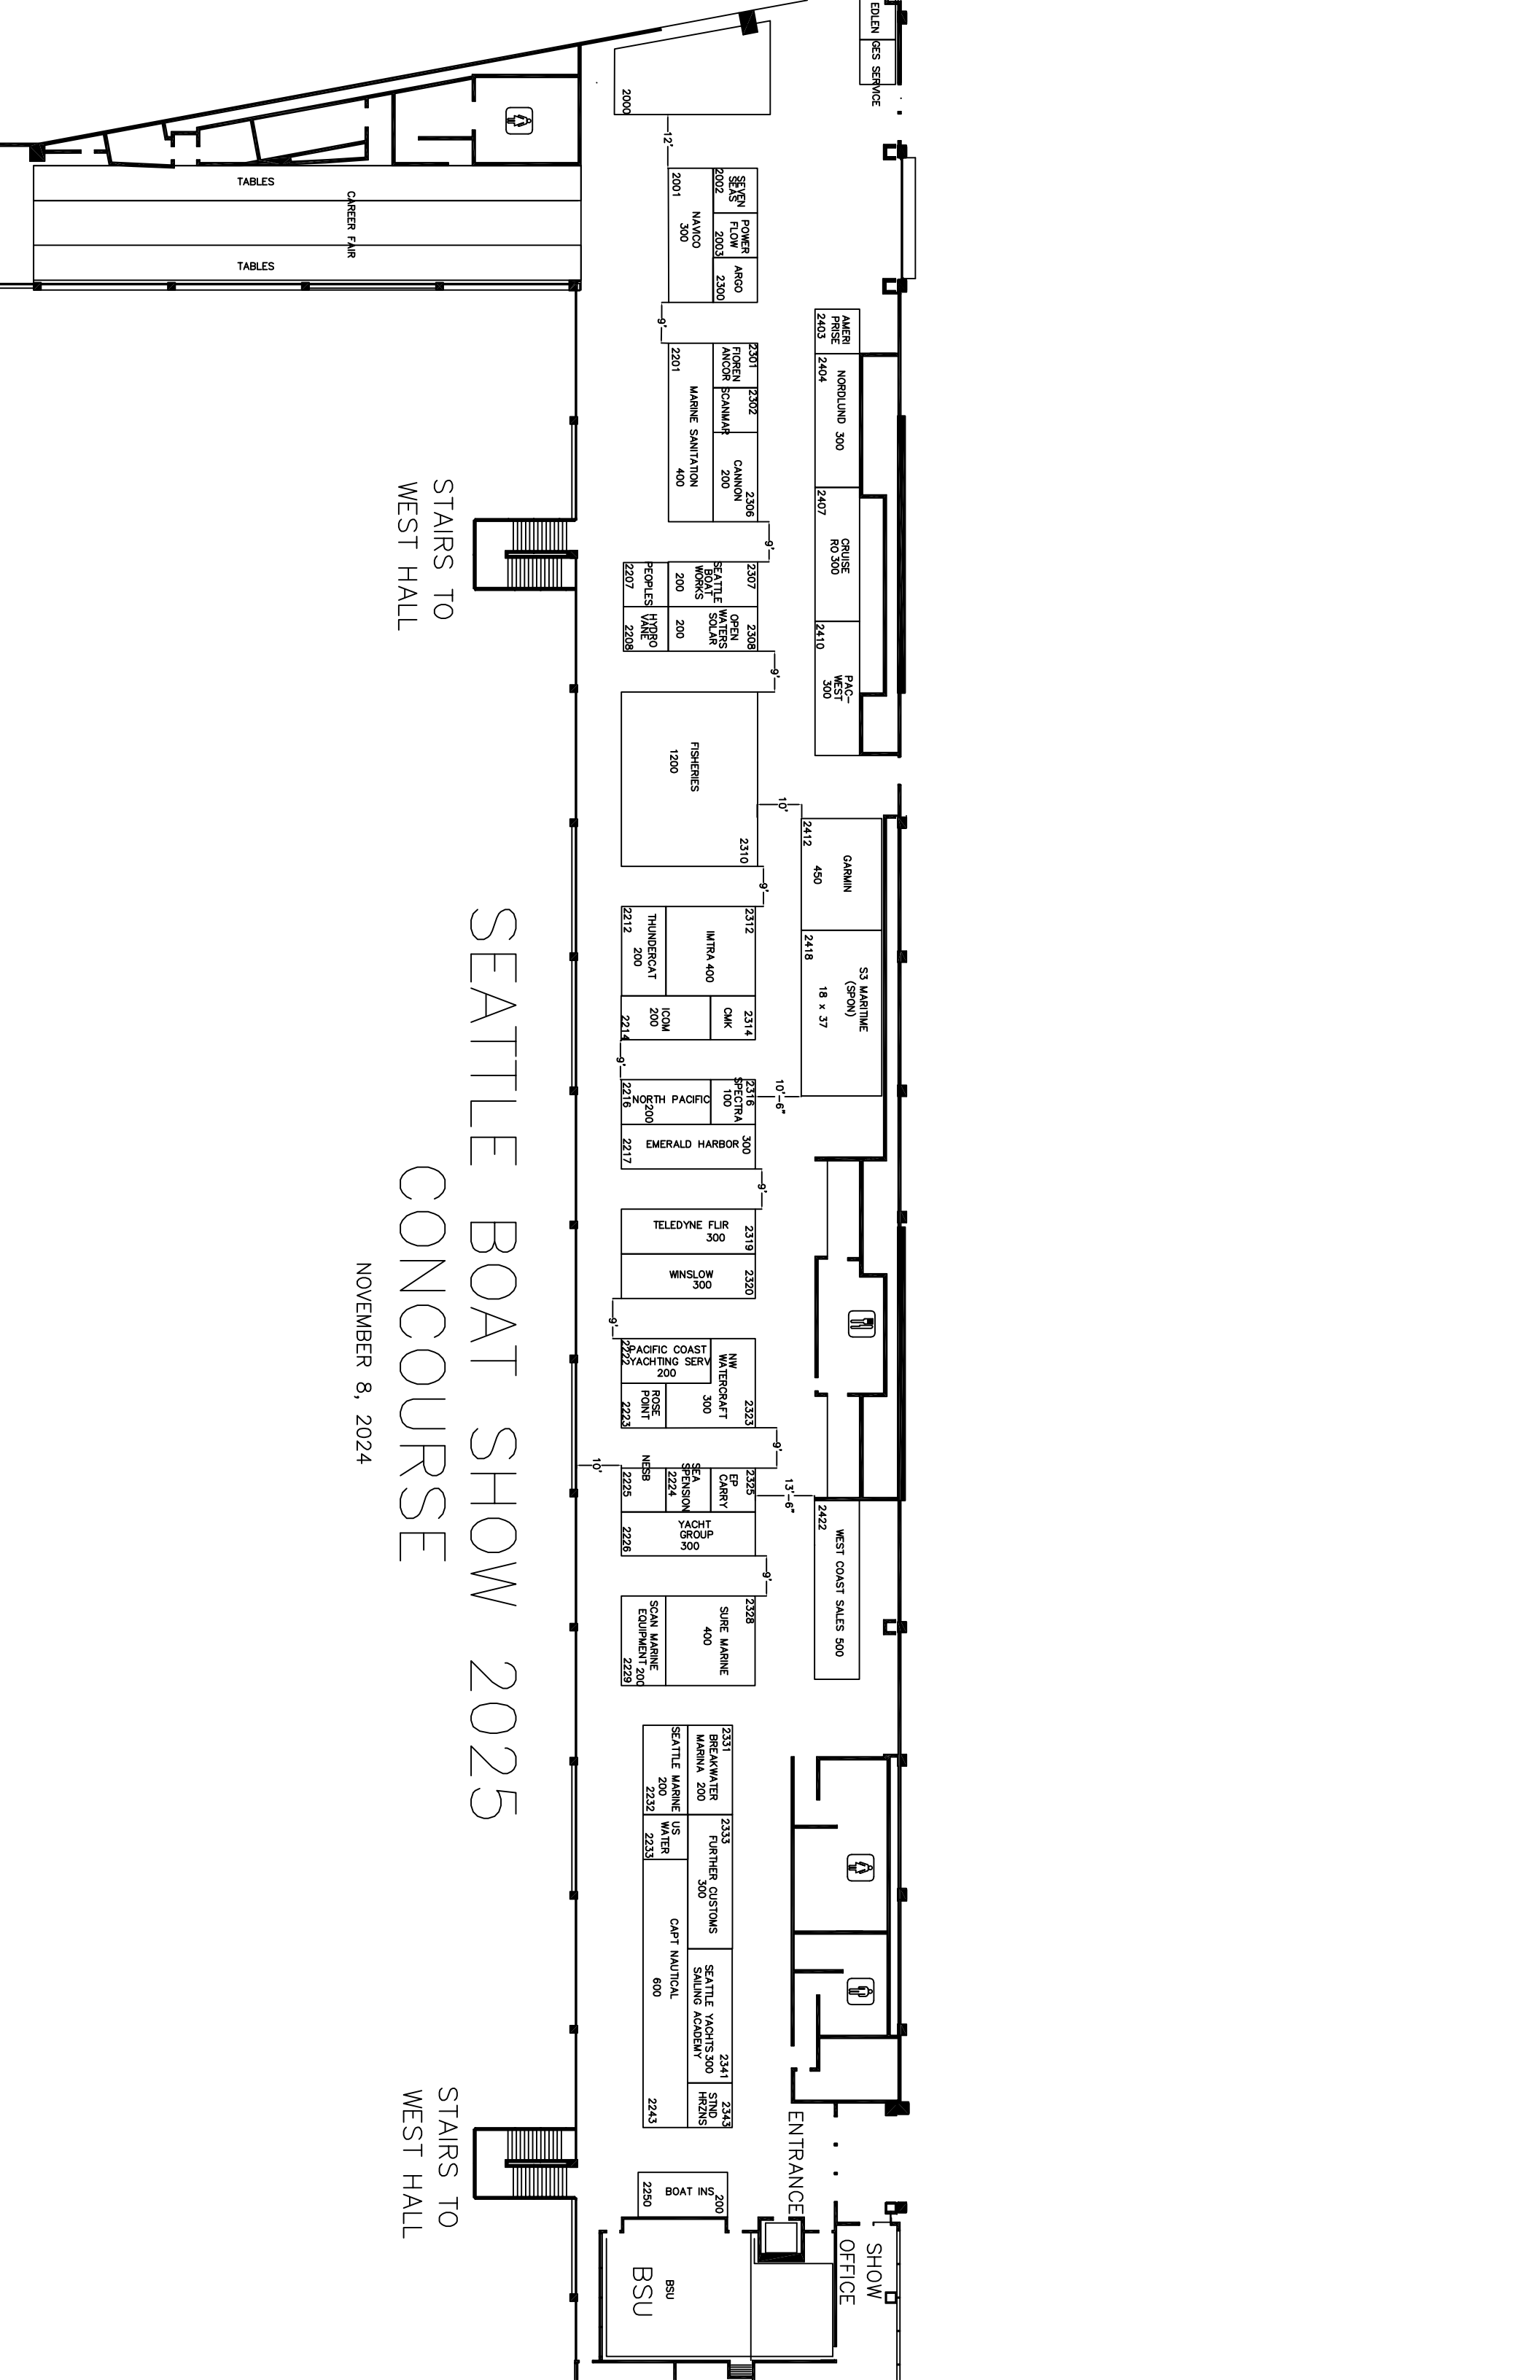 EDLEN
GES SERVICE
2000
12'
TABLES
CAREER FAIR
TABLES
2001
NAVICO
300
SEVEN
SEAS
2002
POWER
FLOW
2003
ARGO
2300
9'
AMERI
PRISE
2403
2404
NORDLUND 300
2407
CRUISE
RO 300
2410
PAC-
WEST
300
2301
FIOREN
ANCOR
2302
SCANMAR
CANNON
200
2306
2201
MARINE SANITATION
400
9'
2307
SEATTLE
BOAT
WORKS
200
PEOPLES
2207
OPEN
WATERS
SOLAR
2308
200
HYDRO
VANE
2208
9'
STAIRS TO
WEST HALL
FISHERIES
1200
2310
10'
9'
2412
GARMIN
450
2418
S3 MARITIME
(SPON)
18 x 37
2312
IMTRA 400
2212
THUNDERCAT
200
CMK
2314
ICOM
200
2214
9'
10'-6"
2316
SPECTRA
100
NORTH PACIFIC
200
2216
EMERALD HARBOR
300
2217
9'
TELEDYNE FLIR
300
2319
WINSLOW
300
2320
9'
PACIFIC COAST
YACHTING SERV
200
2222
NW
WATERCRAFT
300
2323
ROSE
POINT
2223
9'
10'
13'-6"
2325
EP
CARRY
SEA
SPENSION
2224
NESB
2225
YACHT
GROUP
300
2226
9'
2422
WEST COAST SALES 500
2328
SURE MARINE
400
SCAN MARINE
EQUIPMENT 200
2229
SEATTLE BOAT SHOW 2025
CONCOURSE
NOVEMBER 8, 2024
2331
BREAKWATER
MARINA 200
SEATTLE MARINE
200
2232
US
WATER
2233
2333
FURTHER CUSTOMS
300
CAPT NAUTICAL
600
2243
SEATTLE YACHTS 300
SAILING ACADEMY
2341
STND
HRZNS
2343
ENTRANCE
STAIRS TO
WEST HALL
BOAT INS
200
2250
SHOW
OFFICE
BSU
BSU